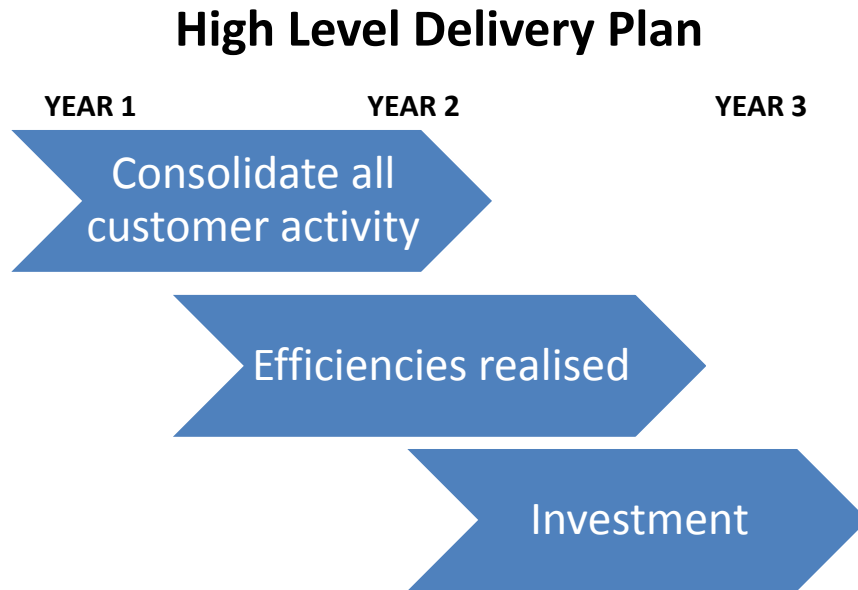 High Level Delivery Plan
YEAR 1
YEAR 2
YEAR 3
Consolidate all
customer activity
Efficiencies realised
Investment